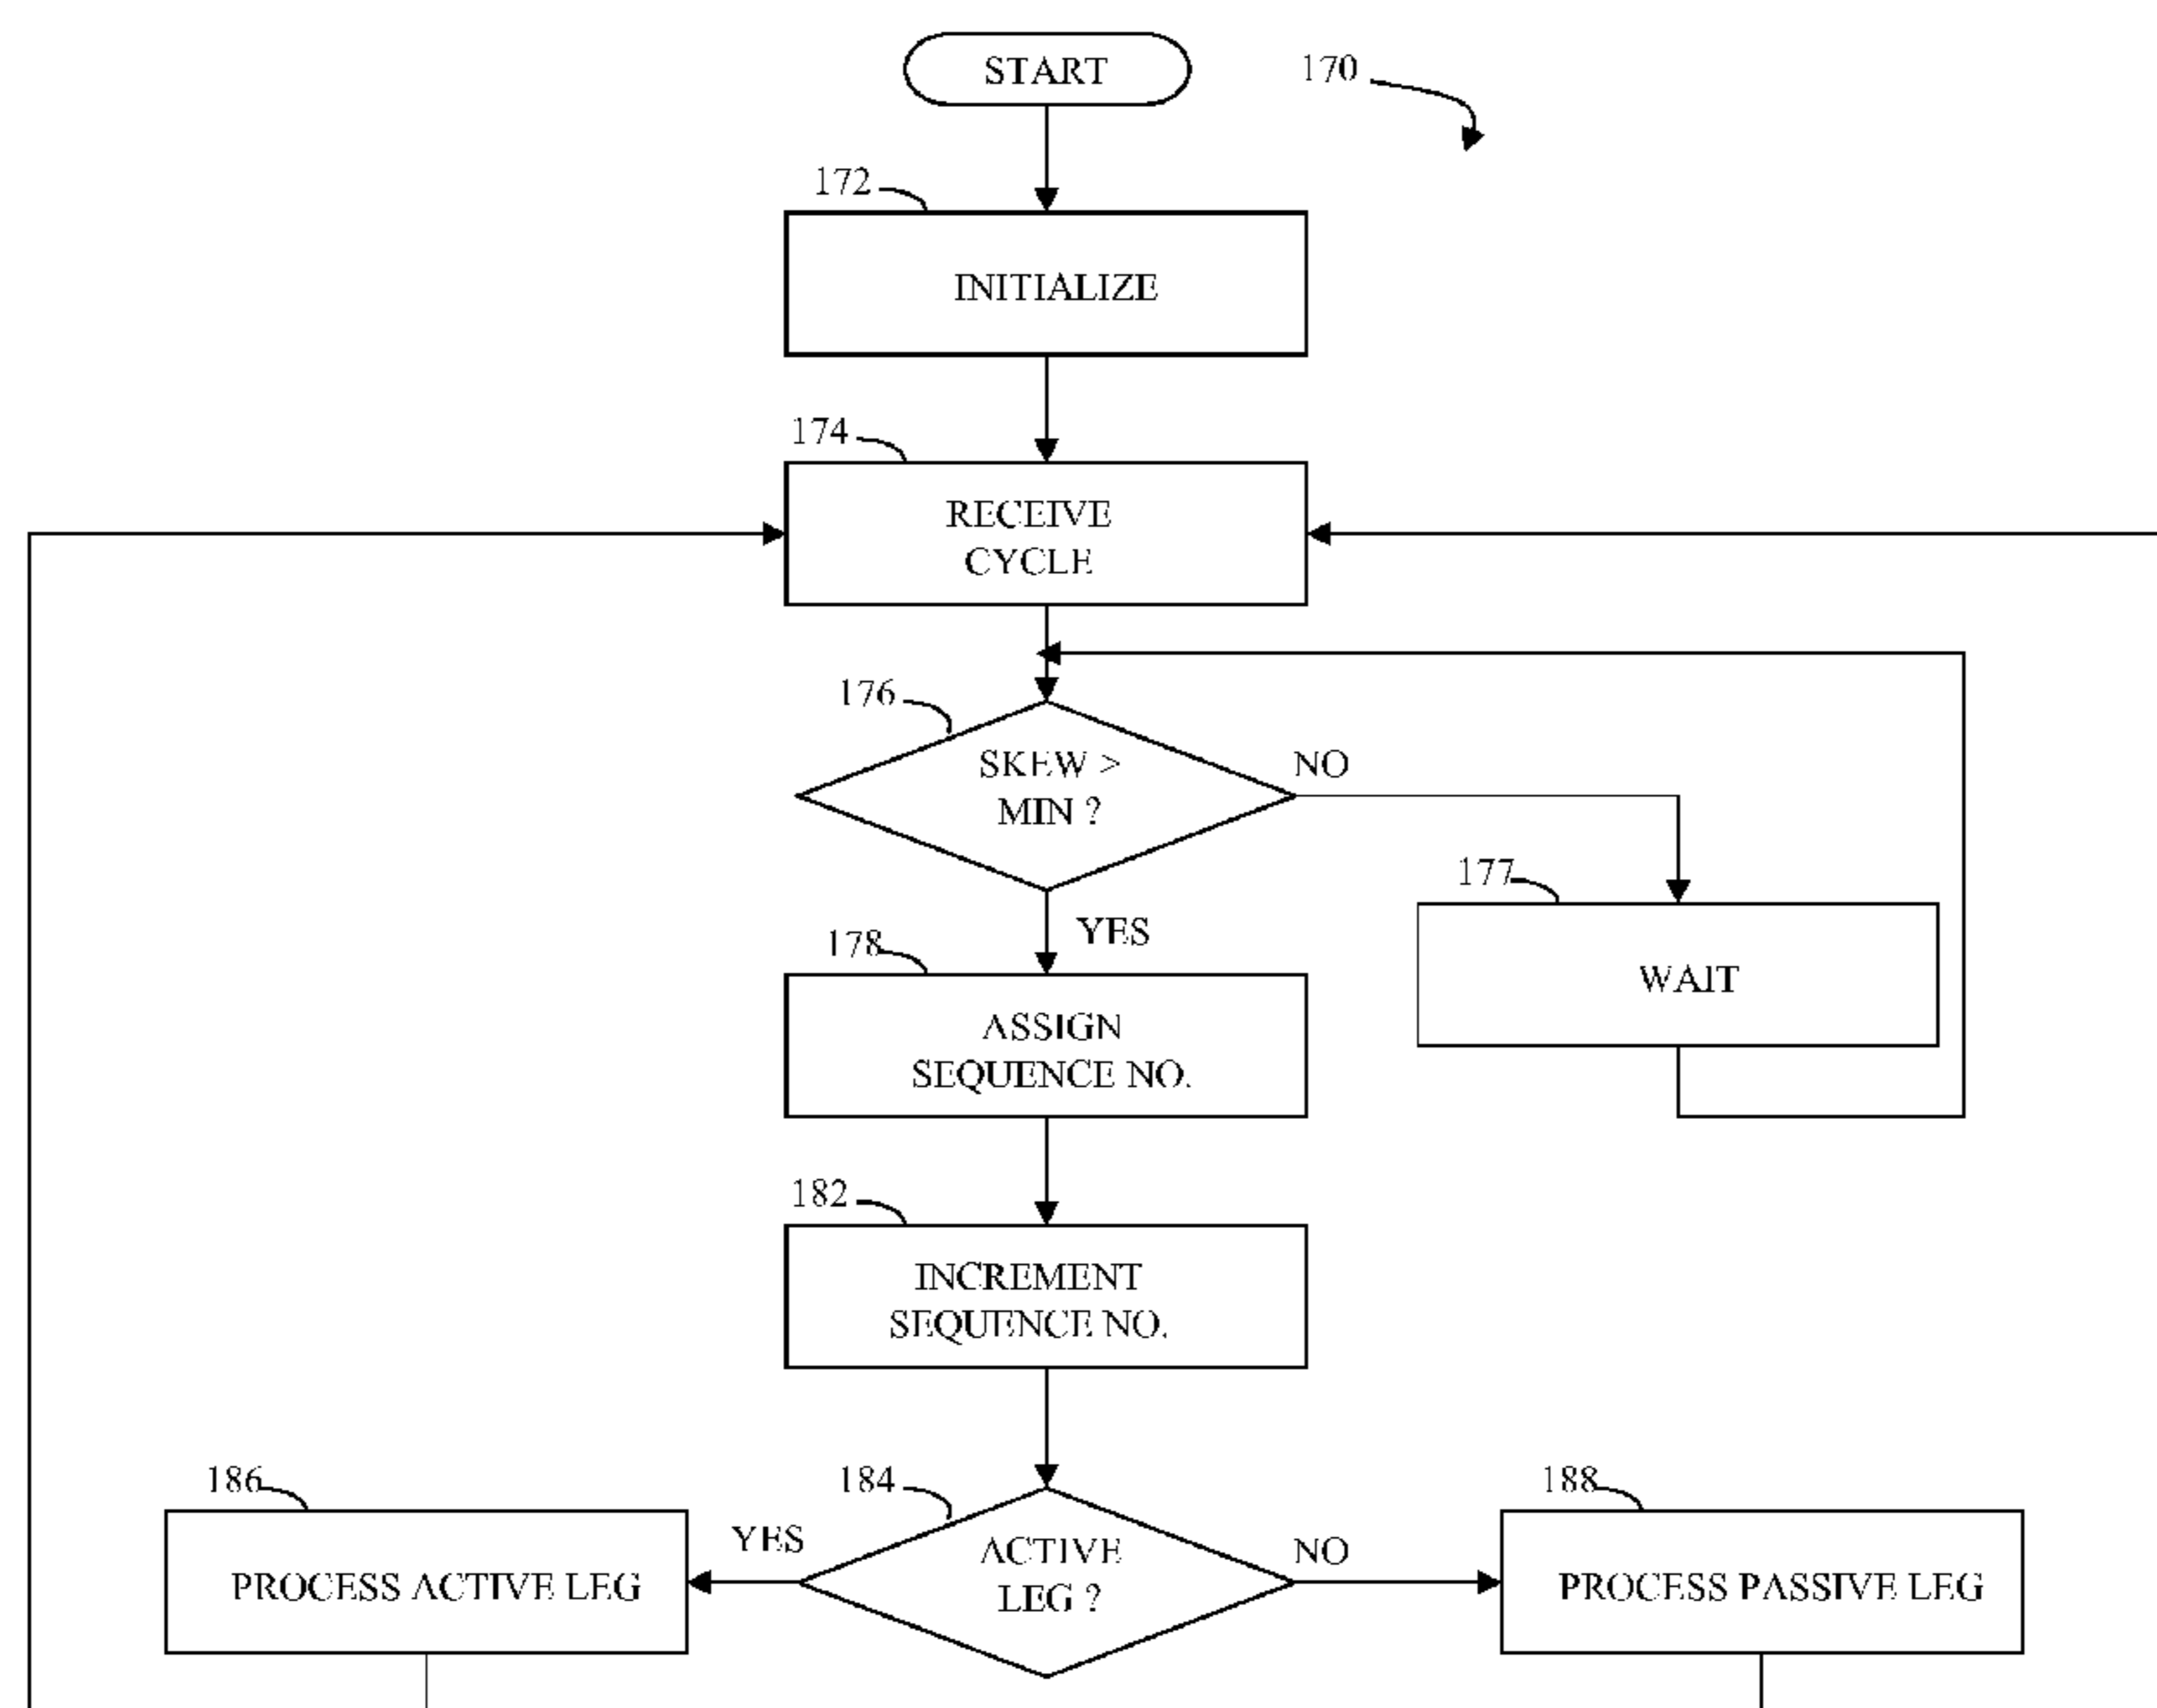 START
170
172
INITIALIZE
174
RECEIVE
CYCLE
176
SKEW >
MIN ?
NO
177
WAIT
YES
178
ASSIGN
SEQUENCE NO.
182
INCREMENT
SEQUENCE NO.
184
ACTIVE
LEG ?
YES
186
PROCESS ACTIVE LEG
NO
188
PROCESS PASSIVE LEG